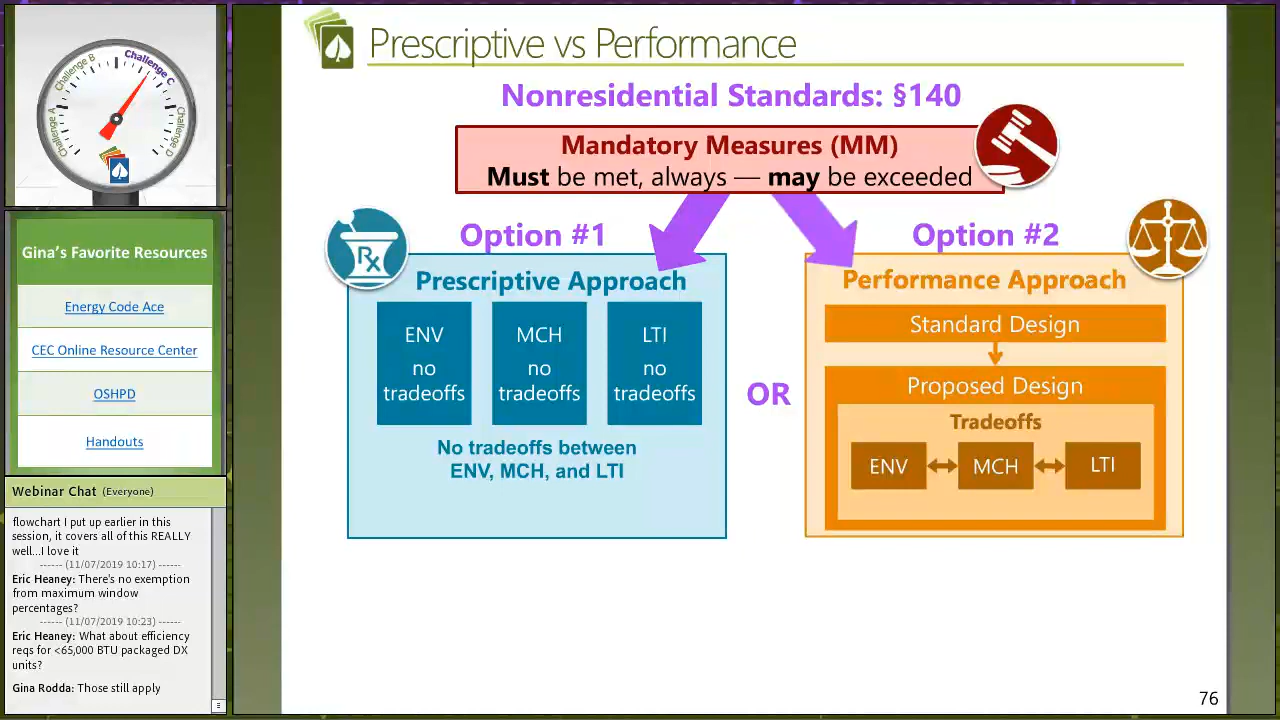 Challenge A
Challenge B
Challenge C
Challenge D
Gina's Favorite Resources
Energy Code Ace
CEC Online Resource Center
OSHPD
Handouts
Webinar Chat (Everyone)
flowchart I put up earlier in this
session, it covers all of this REALLY
well...I love it
------ (11/07/2019 10:17) ------
Eric Heaney: There's no exemption
from maximum window
percentages?
------ (11/07/2019 10:23) ------
Eric Heaney: What about efficiency
reqs for <65,000 BTU packaged DX
units?
Gina Rodda: Those still apply
Prescriptive vs Performance
Nonresidential Standards: §140
Mandatory Measures (MM)
Must be met, always — may be exceeded
Option #1
Rx
Prescriptive Approach
ENV
no
tradeoffs
MCH
no
tradeoffs
LTI
no
tradeoffs
No tradeoffs between
ENV, MCH, and LTI
OR
Option #2
Performance Approach
Standard Design
Proposed Design
Tradeoffs
ENV
MCH
LTI
76